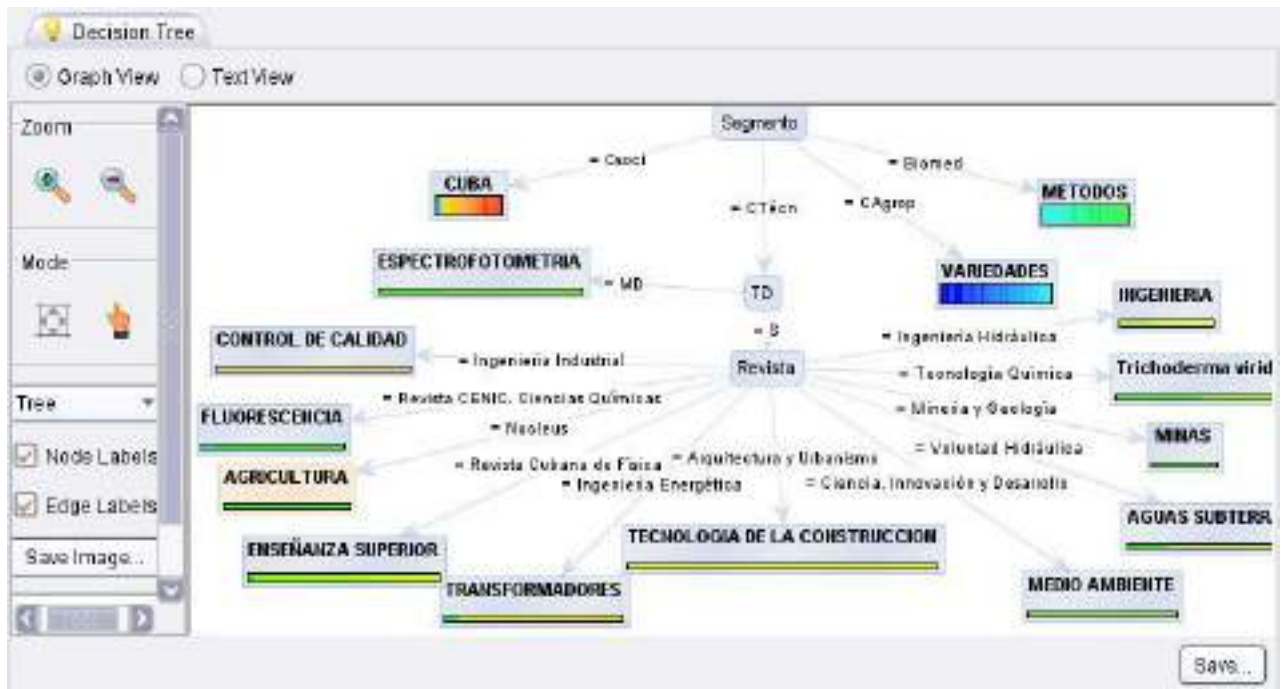 Decision Tree
Graph View
Text View
Zoom
Mode
Tree
Node Labels
Edge Labels
Save Image...
Segmento
= Csoci
= Biomed
CUBA
METODOS
= CTécn
= CAgrop
ESPECTROFOTOMETRIA
= MD
TD
VARIEDADES
INGENIERIA
= S
= Ingeniería Hidráulica
CONTROL DE CALIDAD
= Ingeniería Industrial
Revista
= Tecnología Química
Trichoderma virid
= Revista CENIC. Ciencias Químicas
= Minería y Geología
FLUORESCENCIA
= Nucleus
MINAS
= Voluntad Hidráulica
AGRICULTURA
= Revista Cubana de Física
= Arquitectura y Urbanismo
= Ingeniería Energética
= Ciencia, Innovación y Desarrollo
AGUAS SUBTERR
ENSEÑANZA SUPERIOR
TECNOLOGIA DE LA CONSTRUCCION
TRANSFORMADORES
MEDIO AMBIENTE
Save...